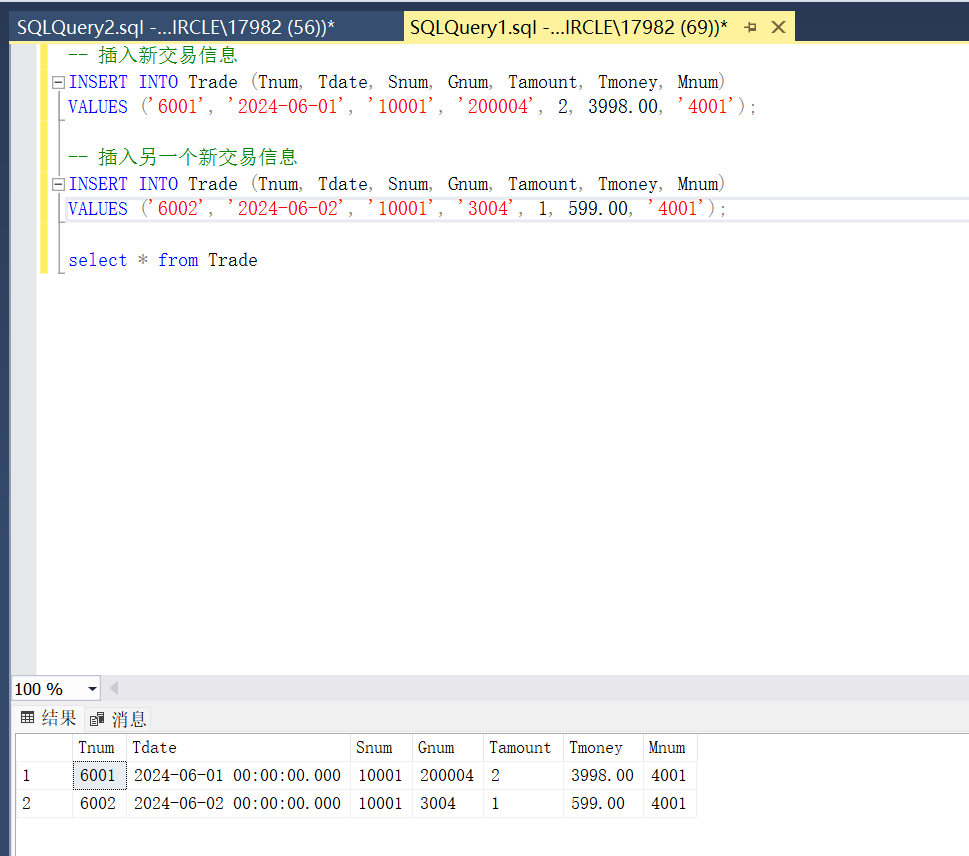 SQLQuery2.sql -...IRCLE\17982 (56))* SQLQuery1.sql -...IRCLE\17982 (69))*
-- 插入新交易信息
INSERT INTO Trade (Tnum, Tdate, Snum, Gnum, Tamount, Tmoney, Mnum)
VALUES ('6001', '2024-06-01', '10001', '200004', 2, 3998.00, '4001');
-- 插入另一个新交易信息
INSERT INTO Trade (Tnum, Tdate, Snum, Gnum, Tamount, Tmoney, Mnum)
VALUES ('6002', '2024-06-02', '10001', '3004', 1, 599.00, '4001');
select * from Trade
100 %
结果 消息
Tnum Tdate Snum Gnum Tamount Tmoney Mnum
1 6001 2024-06-01 00:00:00.000 10001 200004 2 3998.00 4001
2 6002 2024-06-02 00:00:00.000 10001 3004 1 599.00 4001